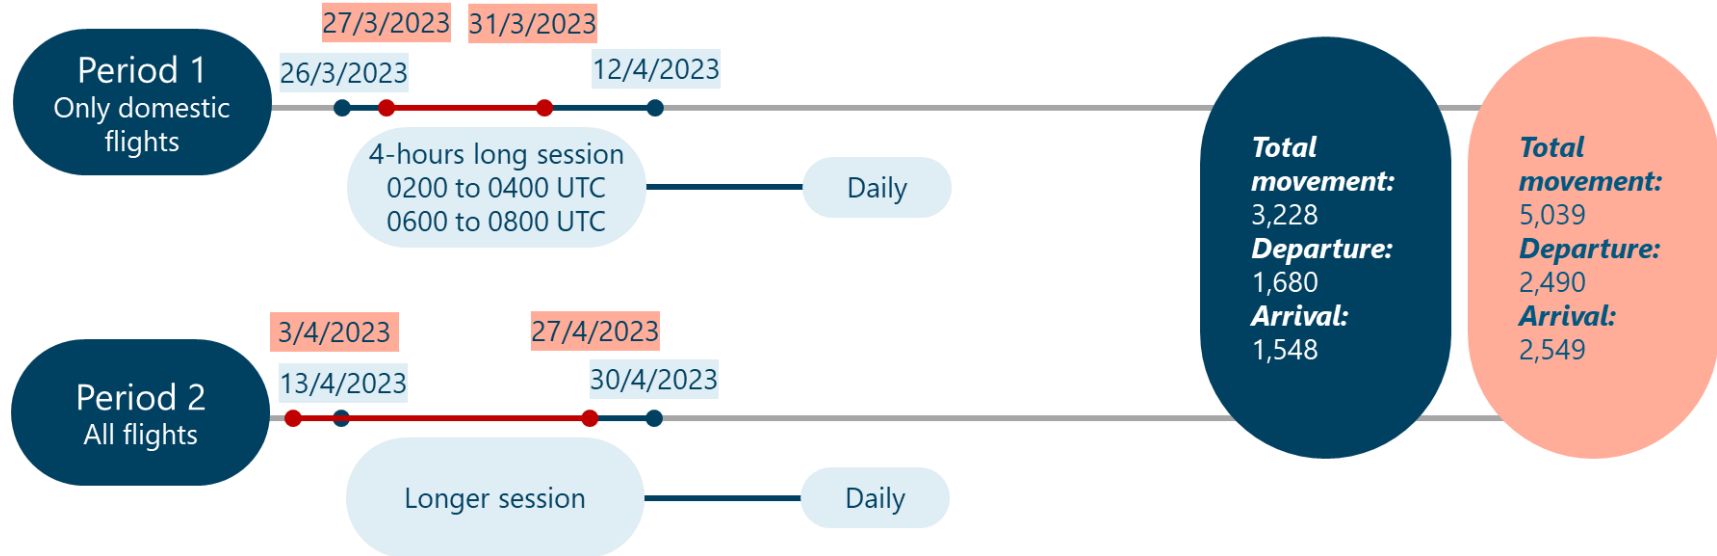 Period 1
Only domestic
flights
27/3/2023
31/3/2023
26/3/2023
12/4/2023
4-hours long session
0200 to 0400 UTC
0600 to 0800 UTC
Daily
Period 2
All flights
3/4/2023
27/4/2023
13/4/2023
30/4/2023
Longer session
Daily
Total
movement:
3,228
Departure:
1,680
Arrival:
1,548
Total
movement:
5,039
Departure:
2,490
Arrival:
2,549